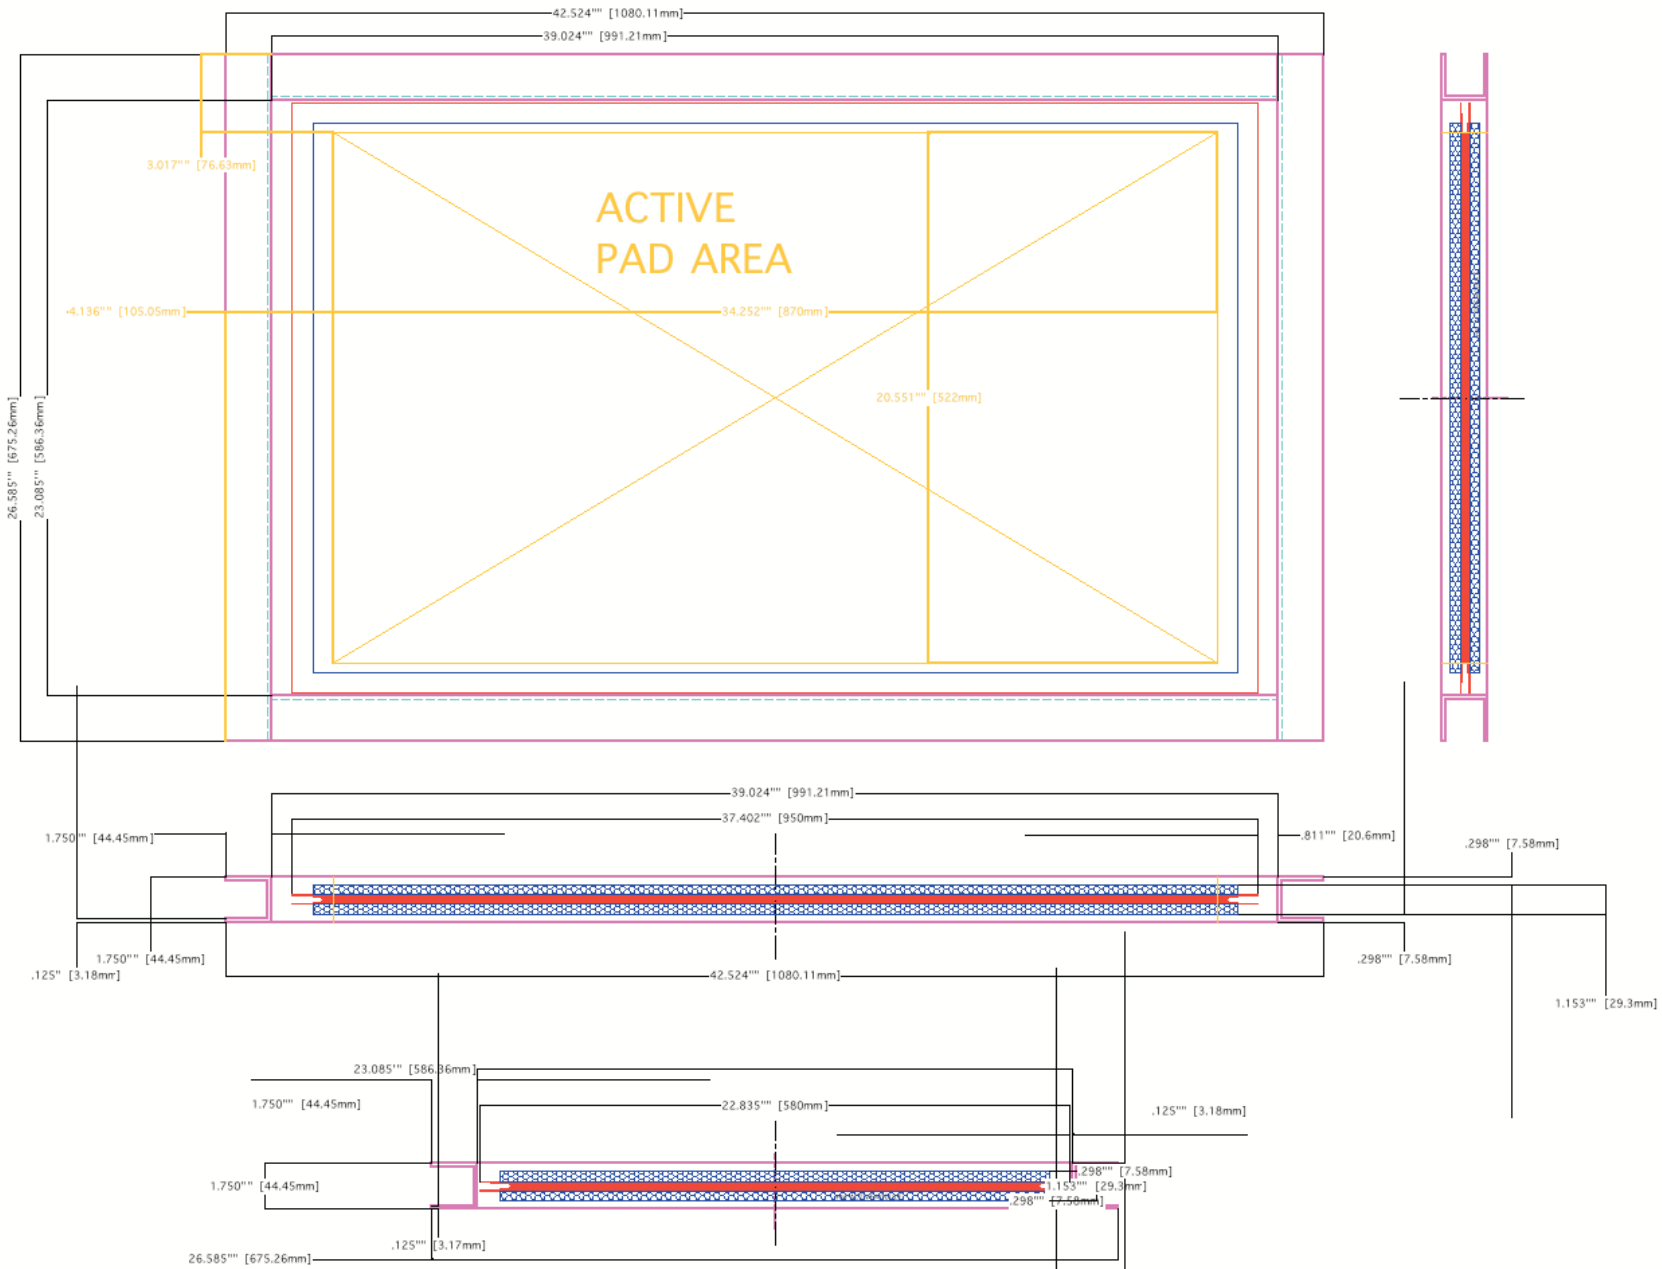 42.524"" [1080.11mm]
39.024"" [991.21mm]
3.017"" [76.63mm]
ACTIVE
PAD AREA
4.136"" [105.05mm]
34.252"" [870mm]
20.551"" [522mm]
26.585'" [675.26mm]
23.085'" [586.36mm]
39.024"" [991.21mm]
37.402"" [950mm]
1.750"" [44.45mm]
.811"" [20.6mm]
.298"" [7.58mm]
1.750"" [44.45mm]
.125" [3.18mm]
42.524"" [1080.11mm]
.298"" [7.58mm]
1.153"" [29.3mm]
23.085'" [586.36mm]
1.750"" [44.45mm]
22.835"" [580mm]
.125"" [3.18mm]
.298"" [7.58mm]
1.750"" [44.45mm]
1.153"" [29.3mm]
.298"" [7.58mm]
.125"" [3.17mm]
26.585"" [675.26mm]